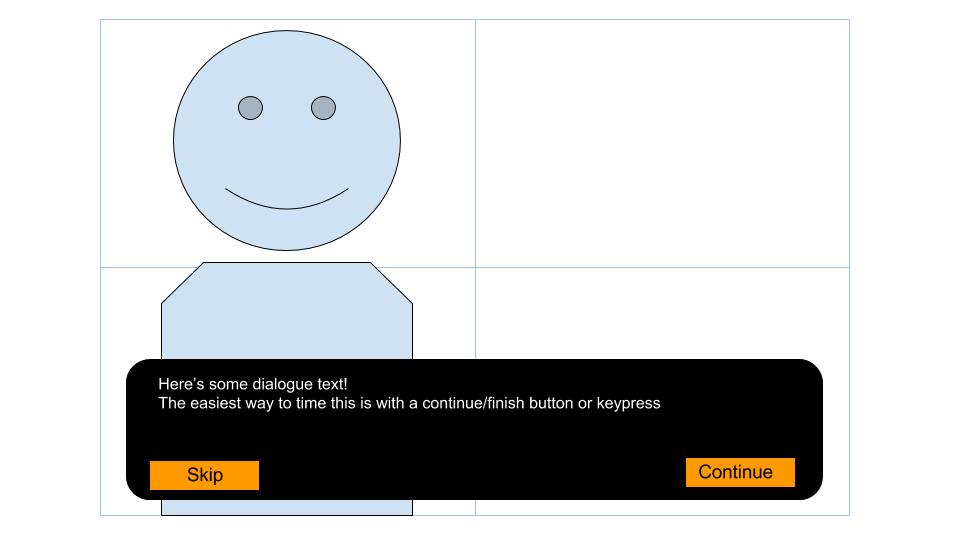 Here’s some dialogue text!
The easiest way to time this is with a continue/finish button or keypress
Skip
Continue